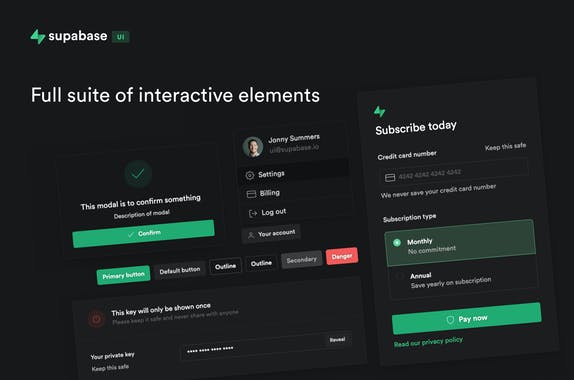 supabase UI
Full suite of interactive elements
This modal is to confirm something
Description of modal
Confirm
Jonny Summers
ui@supabase.io
Settings
Billing
Log out
Your account
Primary button
Default button
Outline
Outline
Secondary
Danger
This key will only be shown once
Please keep it safe and never share with anyone
Your private key
Keep this safe
•••• •••• •••• ••••
Reveal
Subscribe today
Credit card number
Keep this safe
4242 4242 4242 4242
We never save your credit card number
Subscription type
Monthly
No commitment
Annual
Save yearly on subscription
Pay now
Read our privacy policy